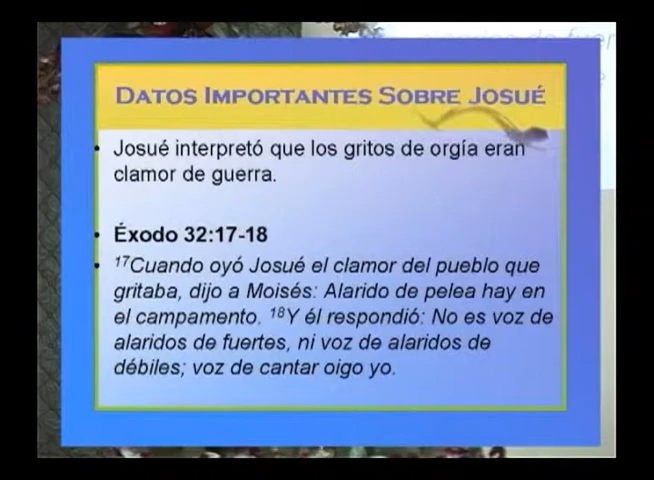 DATOS IMPORTANTES SOBRE JOSUÉ
• Josué interpretó que los gritos de orgía eran
clamor de guerra.
• Éxodo 32:17-18
• ¹⁷Cuando oyó Josué el clamor del pueblo que
gritaba, dijo a Moisés: Alarido de pelea hay en
el campamento. ¹⁸Y él respondió: No es voz de
alaridos de fuertes, ni voz de alaridos de
débiles; voz de cantar oigo yo.